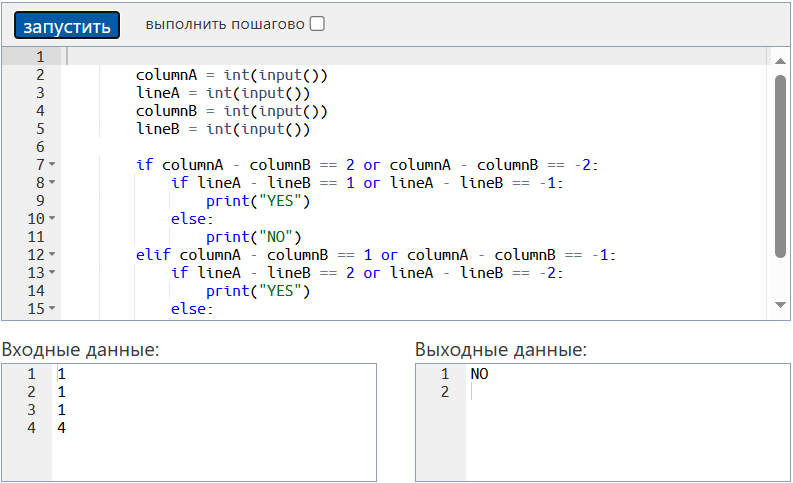 запустить выполнить пошагово
1
2 columnA = int(input())
3 lineA = int(input())
4 columnB = int(input())
5 lineB = int(input())
6
7 if columnA - columnB == 2 or columnA - columnB == -2:
8 if lineA - lineB == 1 or lineA - lineB == -1:
9 print("YES")
10 else:
11 print("NO")
12 elif columnA - columnB == 1 or columnA - columnB == -1:
13 if lineA - lineB == 2 or lineA - lineB == -2:
14 print("YES")
15 else:
Входные данные:
1 1
2 1
3 1
4 4
Выходные данные:
1 NO
2